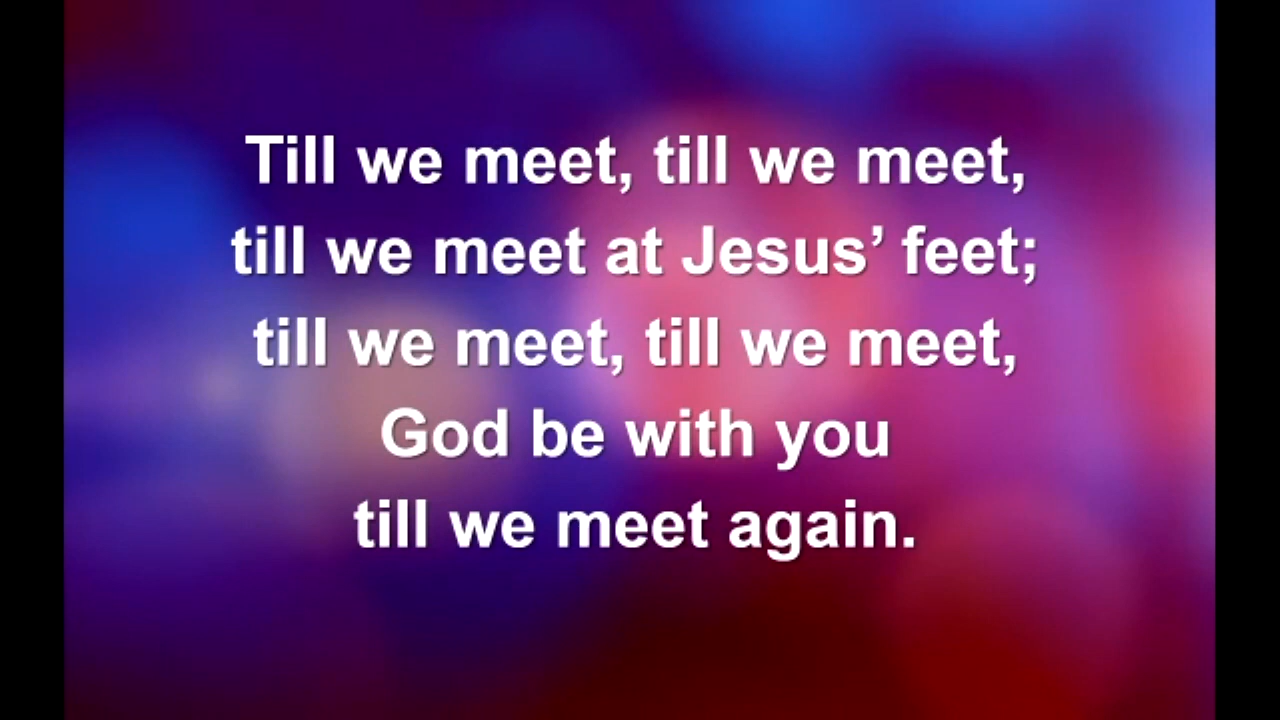 Till we meet, till we meet,
till we meet at Jesus’ feet;
till we meet, till we meet,
God be with you
till we meet again.